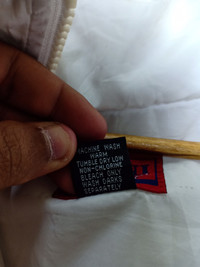 MACHINE WASH
WARM
TUMBLE DRY LOW
NON-CHLORINE
BLEACH ONLY
WASH DARKS
SEPARATELY